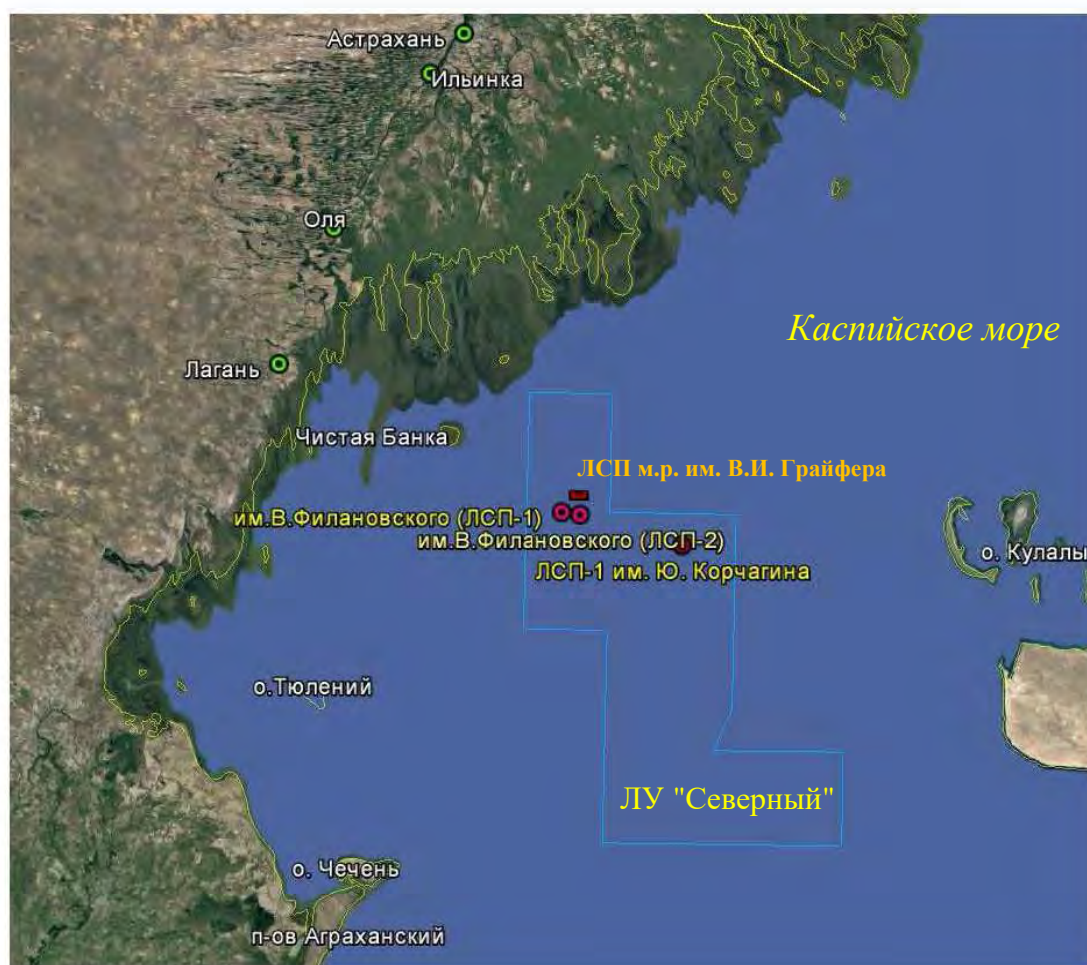 Астрахань
Ильинка
Оля
Каспийское море
Лагань
Чистая Банка
ЛСП м.р. им. В.И. Грайфера
им.В.Филановского (ЛСП-1)
им.В.Филановского (ЛСП-2)
о. Кулалы
ЛСП-1 им. Ю. Корчагина
о.Тюлений
ЛУ "Северный"
о. Чечень
п-ов Аграханский